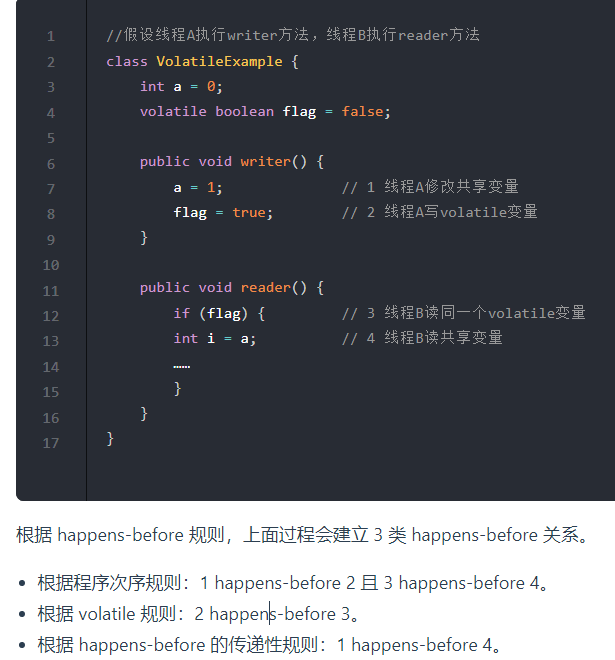 1 //假设线程A执行writer方法，线程B执行reader方法
2 class VolatileExample {
3     int a = 0;
4     volatile boolean flag = false;
5
6     public void writer() {
7         a = 1;              // 1 线程A修改共享变量
8         flag = true;        // 2 线程A写volatile变量
9     }
10
11     public void reader() {
12         if (flag) {         // 3 线程B读同一个volatile变量
13         int i = a;          // 4 线程B读共享变量
14         ……
15         }
16     }
17 }
根据 happens-before 规则，上面过程会建立 3 类 happens-before 关系。
• 根据程序次序规则：1 happens-before 2 且 3 happens-before 4。
• 根据 volatile 规则：2 happens-before 3。
• 根据 happens-before 的传递性规则：1 happens-before 4。